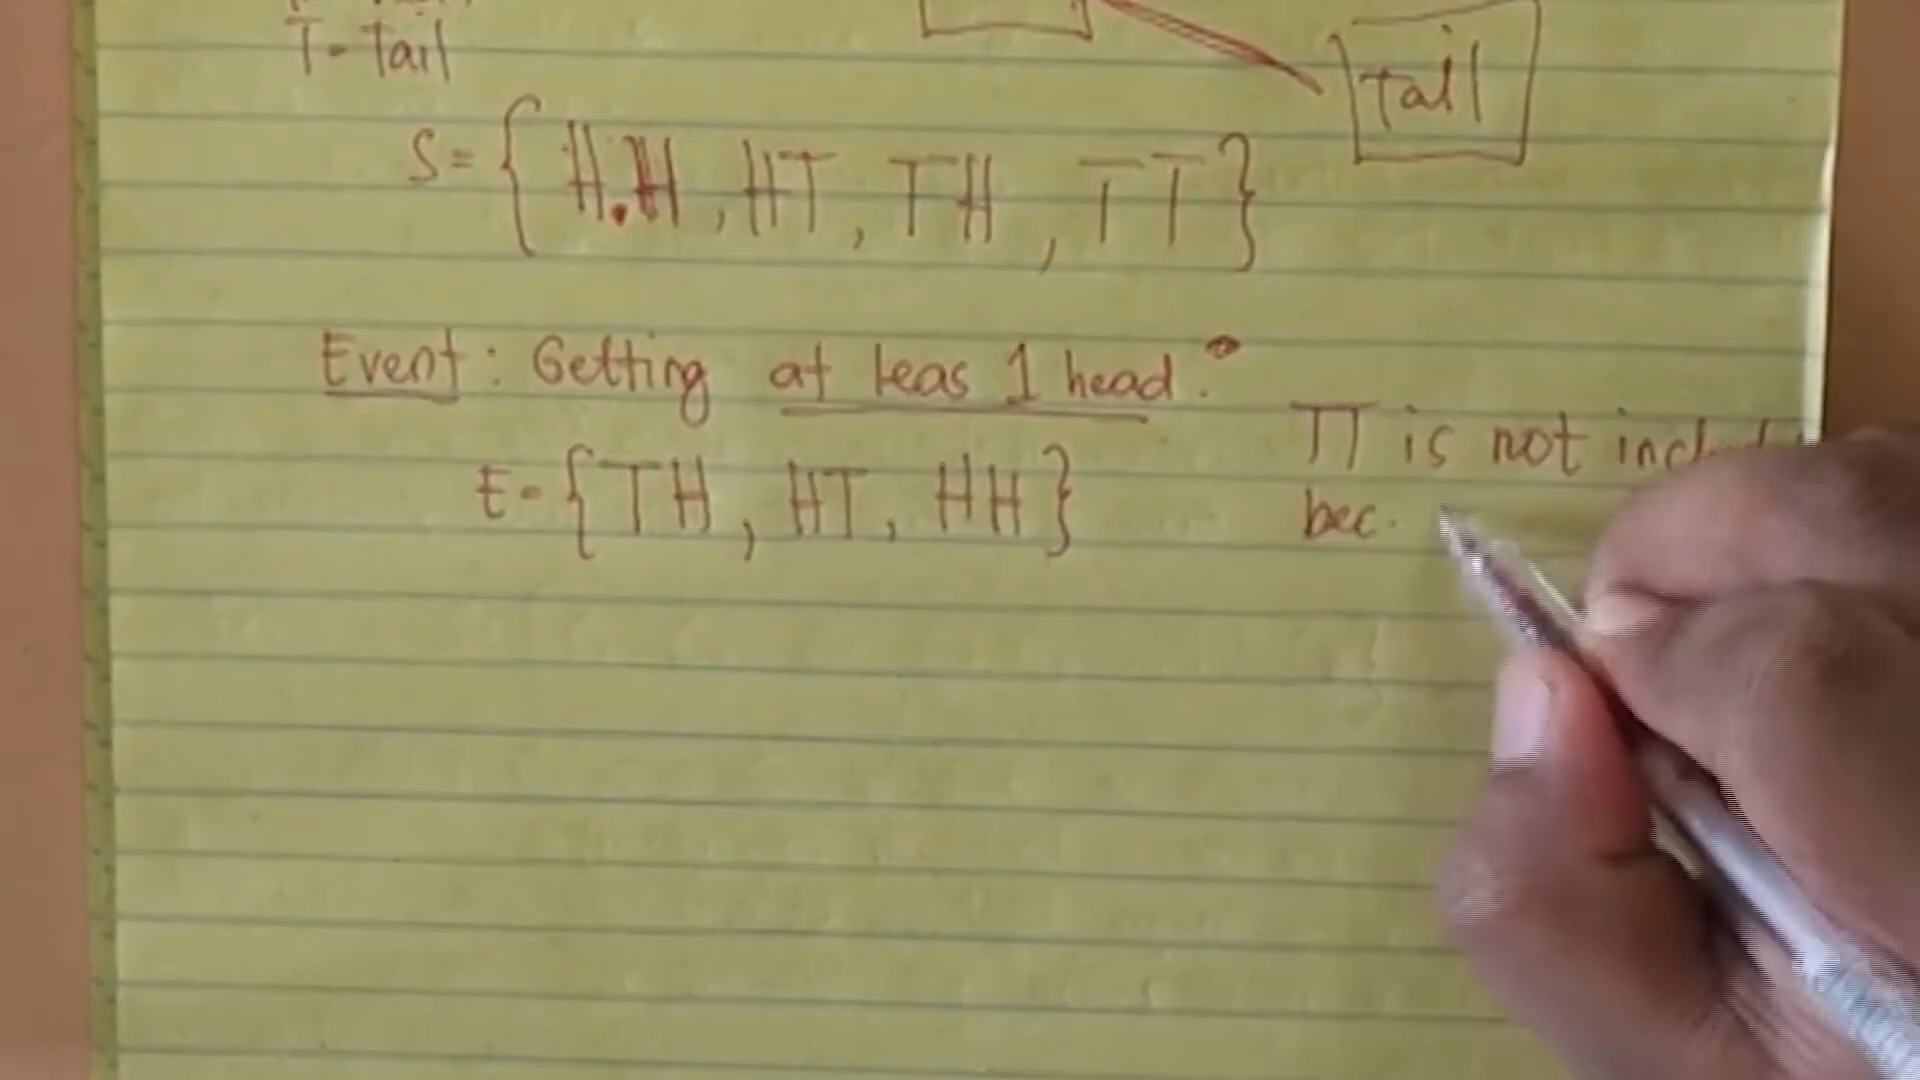 T - Tail
Tail
S = { HH, HT, TH, TT }
Event: Getting at leas 1 head.
E = { TH, HT, HH }
TT is not
bec.